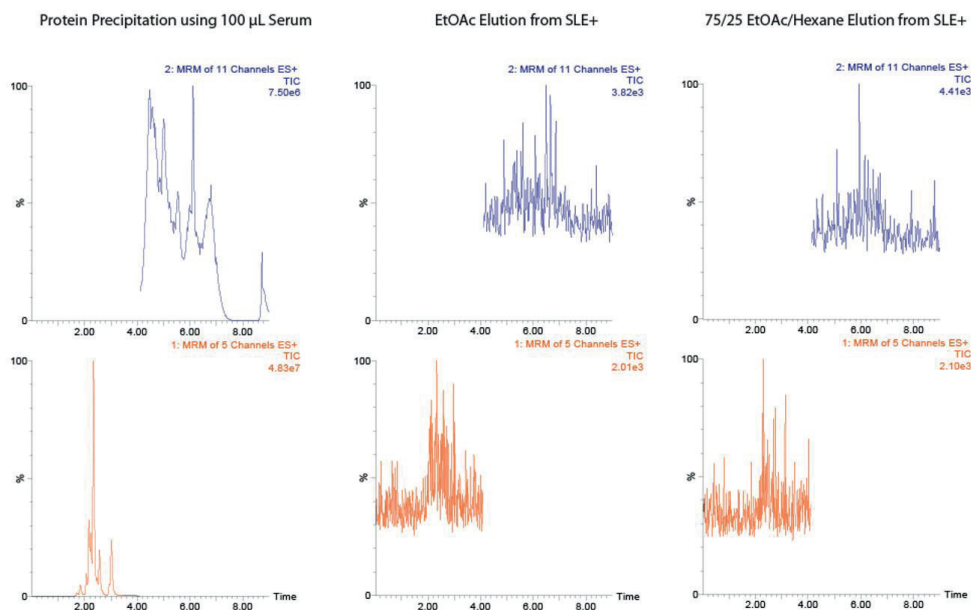 Protein Precipitation using 100 µL Serum
EtOAc Elution from SLE+
75/25 EtOAc/Hexane Elution from SLE+
2: MRM of 11 Channels ES+
TIC
7.50e6
100
%
0
2.00 4.00 6.00 8.00
2: MRM of 11 Channels ES+
TIC
3.82e3
100
%
0
2.00 4.00 6.00 8.00
2: MRM of 11 Channels ES+
TIC
4.41e3
100
%
0
2.00 4.00 6.00 8.00
1: MRM of 5 Channels ES+
TIC
4.83e7
100
%
0
2.00 4.00 6.00 8.00 Time
1: MRM of 5 Channels ES+
TIC
2.01e3
100
%
0
2.00 4.00 6.00 8.00 Time
1: MRM of 5 Channels ES+
TIC
2.10e3
100
%
0
2.00 4.00 6.00 8.00 Time